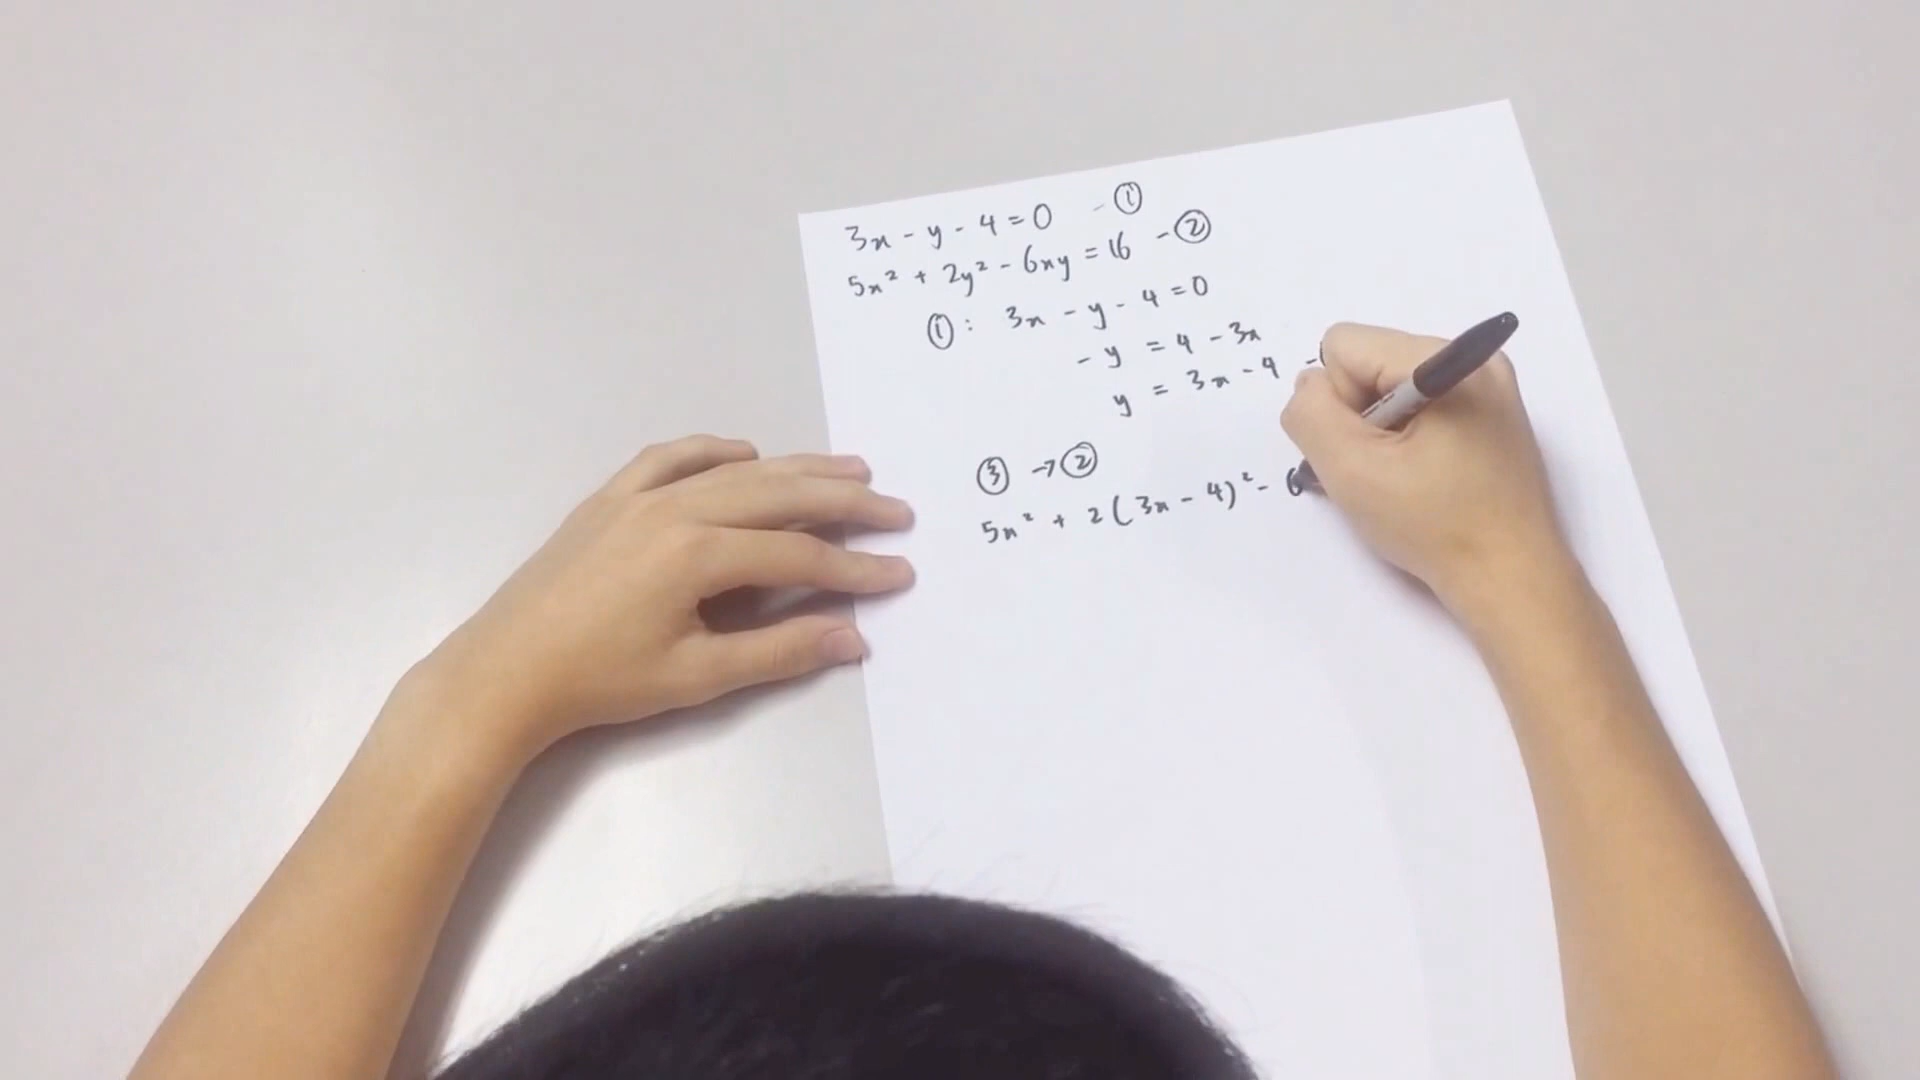 3x - y - 4 = 0 - ①
5x² + 2y² - 6xy = 16 - ②
①: 3x - y - 4 = 0
- y = 4 - 3x
y = 3x - 4 -
③ → ②
5x² + 2(3x - 4)² - 6